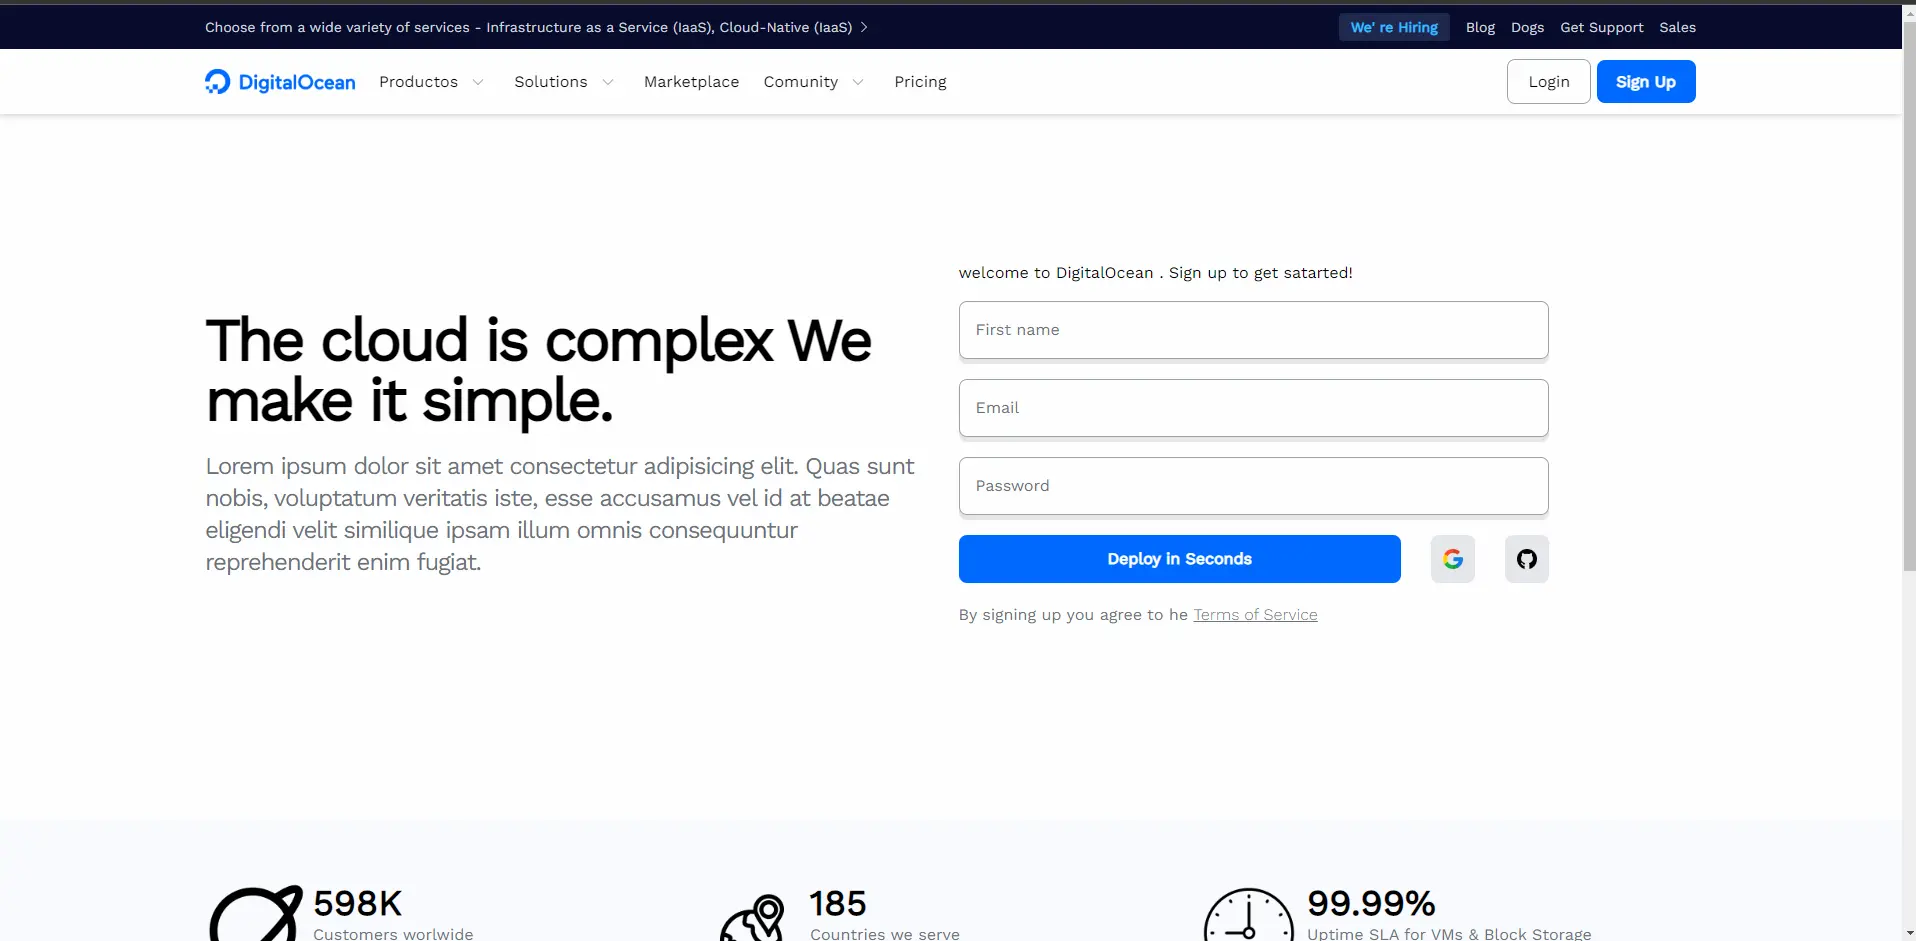 Choose from a wide variety of services - Infrastructure as a Service (IaaS), Cloud-Native (IaaS)
We' re Hiring
Blog
Dogs
Get Support
Sales
DigitalOcean
Productos
Solutions
Marketplace
Comunity
Pricing
Login
Sign Up
The cloud is complex We
make it simple.
Lorem ipsum dolor sit amet consectetur adipisicing elit. Quas sunt
nobis, voluptatum veritatis iste, esse accusamus vel id at beatae
eligendi velit similique ipsam illum omnis consequuntur
reprehenderit enim fugiat.
welcome to DigitalOcean . Sign up to get satarted!
First name
Email
Password
Deploy in Seconds
By signing up you agree to he Terms of Service
598K
Customers worlwide
185
Countries we serve
99.99%
Uptime SLA for VMs & Block Storage